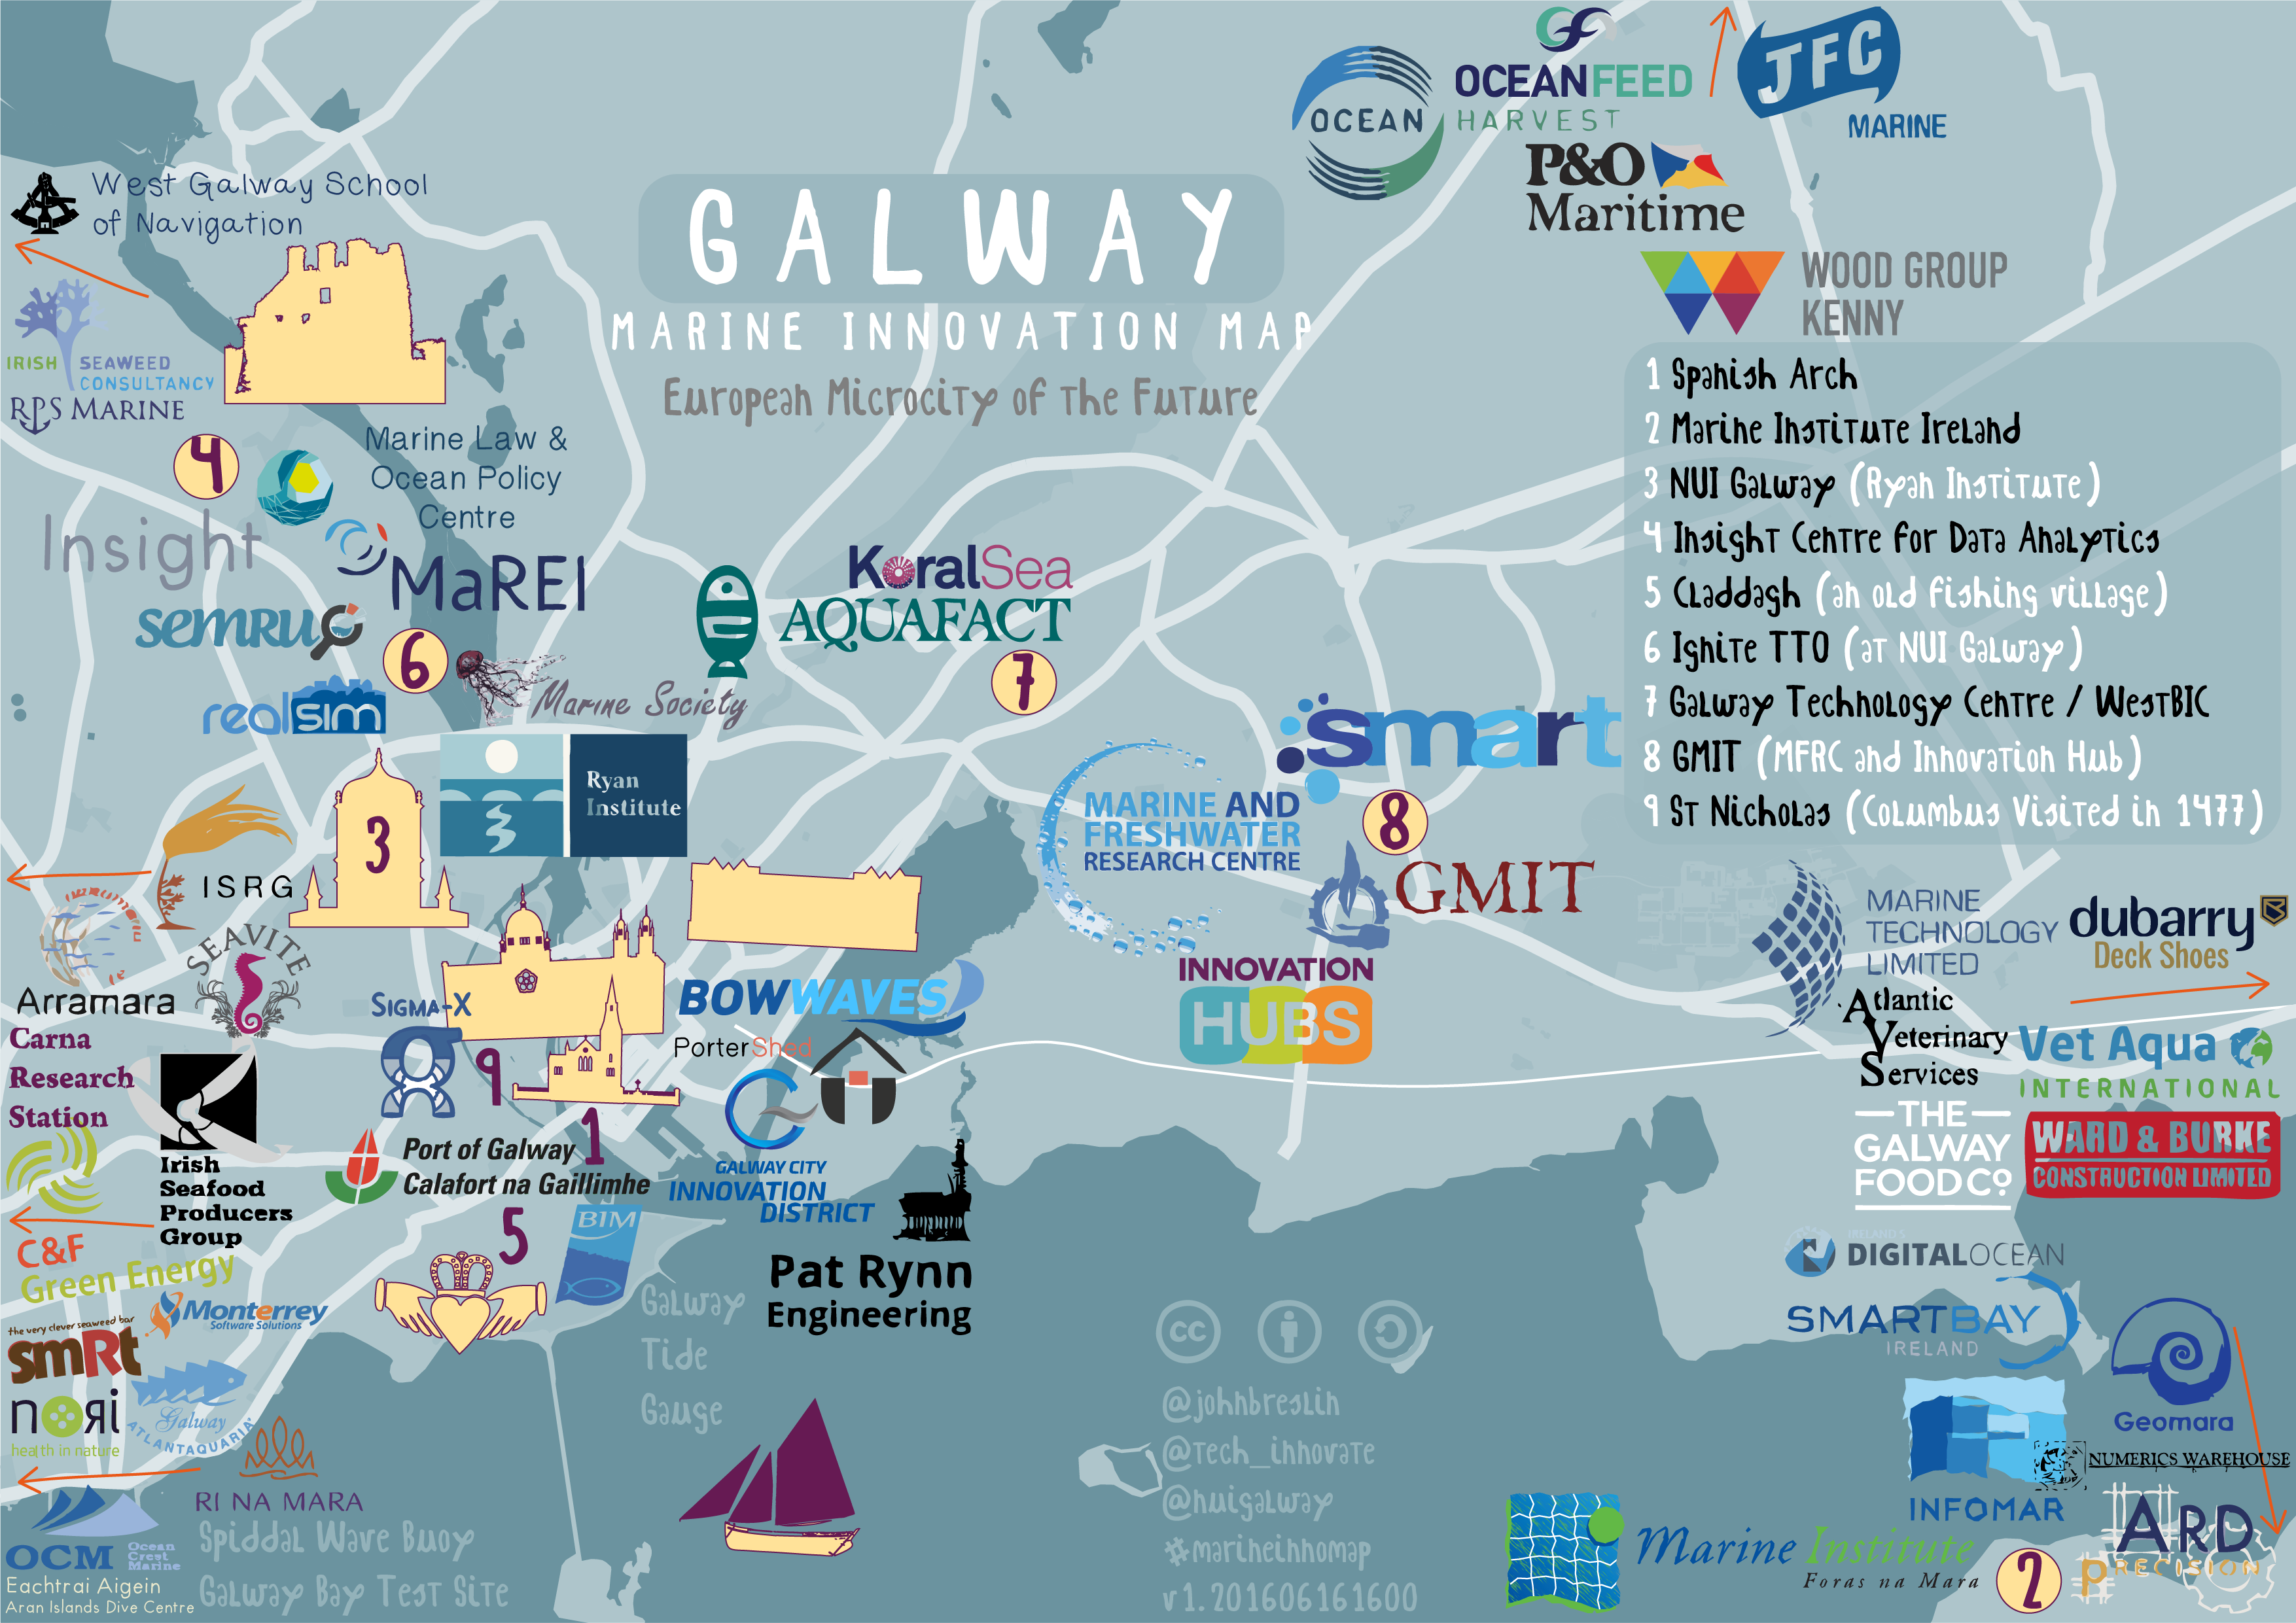 GALWAY
MARINE INNOVATION MAP
European Microcity of the Future
OCEAN
OCEANFEED
HARVEST
JFC
MARINE
P&O
Maritime
WOOD GROUP
KENNY
1 Spanish Arch
2 Marine Institute Ireland
3 NUI Galway (Ryan Institute)
4 Insight Centre for Data Analytics
5 Claddagh (an old fishing village)
6 Ignite TTO (at NUI Galway)
7 Galway Technology Centre / WestBIC
8 GMIT (MFRC and Innovation Hub)
9 St Nicholas (Columbus Visited in 1477)
West Galway School
of Navigation
IRISH SEAWEED
CONSULTANCY
RPS MARINE
4
Marine Law &
Ocean Policy
Centre
Insight
MaREI
semru
6
realsim
Marine Society
KoralSea
AQUAFACT
7
Ryan
Institute
3
ISRG
smart
MARINE AND
FRESHWATER
RESEARCH CENTRE
8
GMIT
INNOVATION
HUBS
Arramara
SEAVITE
Carna
Research
Station
SIGMA-X
9
BOWWAVES
PorterShed
1
Irish
Seafood
Producers
Group
Port of Galway
Calafort na Gaillimhe
GALWAY CITY
INNOVATION
DISTRICT
5
BIM
Pat Rynn
Engineering
C&F
Green Energy
Monterrey
Software Solutions
the very clever seaweed bar
smRt
nori
health in nature
Galway
ATLANTAQUARIA
RI NA MARA
OCM
Ocean
Crest
Marine
Eachtrai Aigein
Aran Islands Dive Centre
Spiddal Wave Buoy
Galway Bay Test Site
Galway
Tide
Gauge
cc
@johnbreslin
@tech_innovate
@nuigalway
#marineinnomap
v1.201606161600
MARINE
TECHNOLOGY
LIMITED
dubarry
Deck Shoes
Atlantic
Veterinary
Services
Vet Aqua
INTERNATIONAL
THE
GALWAY
FOOD CO
WARD & BURKE
CONSTRUCTION LIMITED
IRELAND'S
DIGITALOCEAN
SMARTBAY
IRELAND
Geomara
INFOMAR
NUMERICS WAREHOUSE
Marine Institute
Foras na Mara
2
ARD
PRECISION